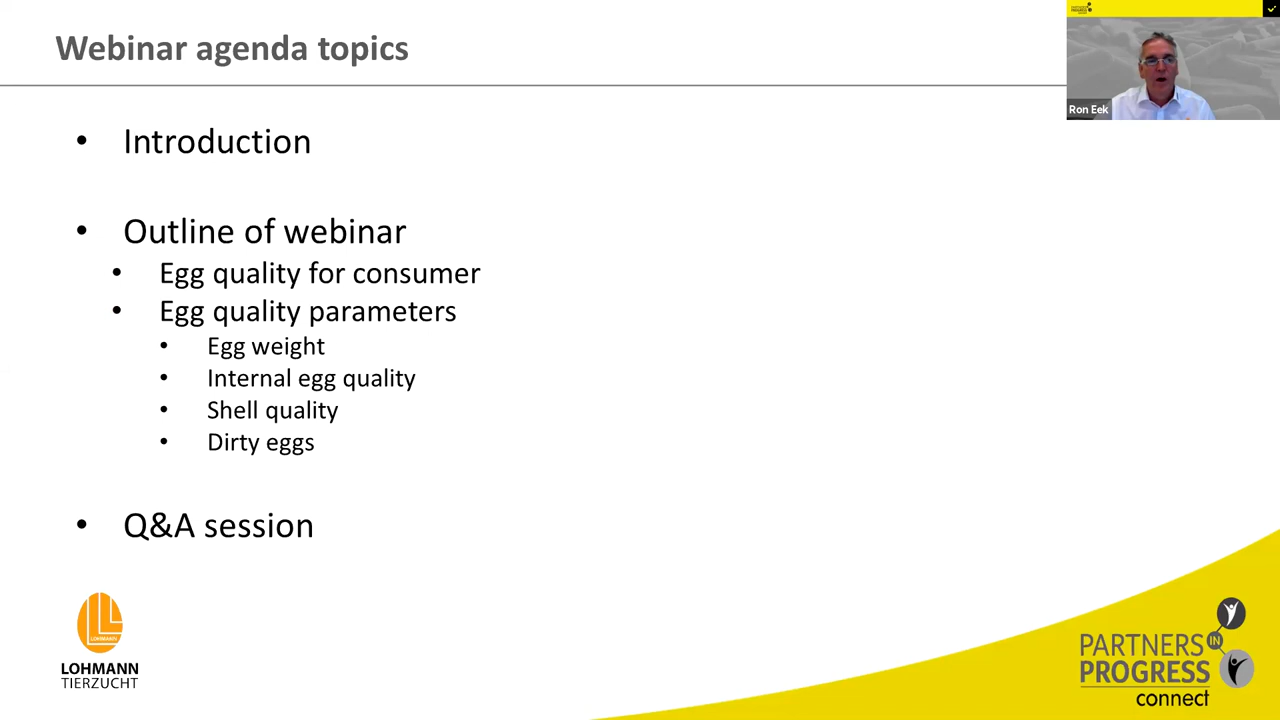 Webinar agenda topics
Ron Eek
• Introduction
• Outline of webinar
• Egg quality for consumer
• Egg quality parameters
• Egg weight
• Internal egg quality
• Shell quality
• Dirty eggs
• Q&A session
LOHMANN
LOHMANN
TIERZUCHT
PARTNERS IN
PROGRESS
connect